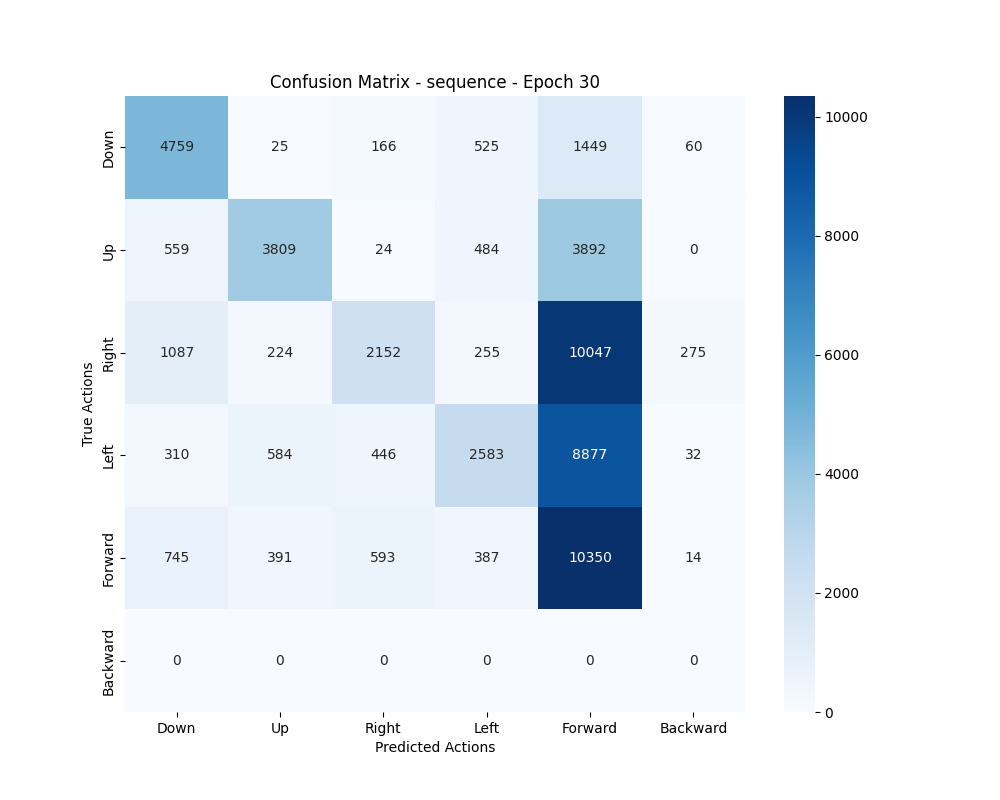 Confusion Matrix - sequence - Epoch 30
True Actions
Down 4759 25 166 525 1449 60
Up 559 3809 24 484 3892 0
Right 1087 224 2152 255 10047 275
Left 310 584 446 2583 8877 32
Forward 745 391 593 387 10350 14
Backward 0 0 0 0 0 0
Down Up Right Left Forward Backward
Predicted Actions
10000
8000
6000
4000
2000
0